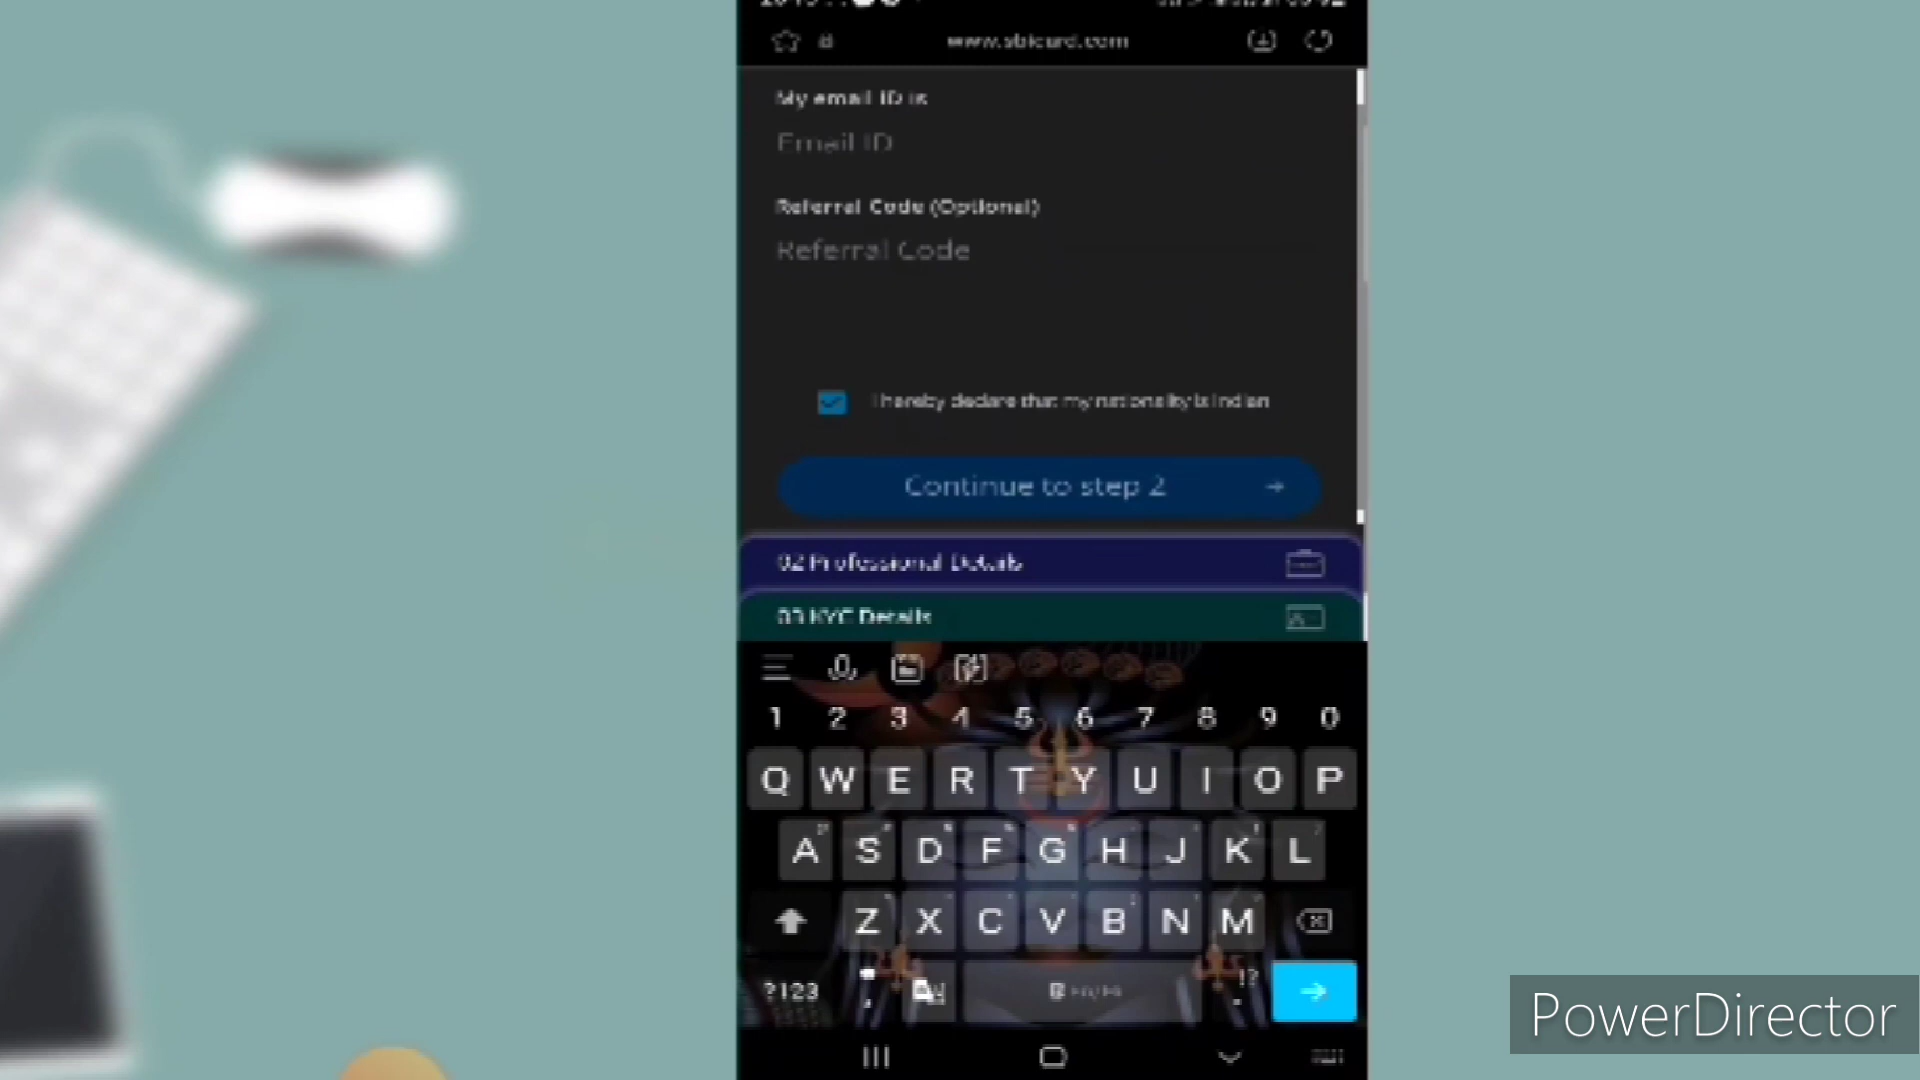 www.sbicard.com
My email ID is
Email ID
Referral Code (Optional)
Referral Code
I hereby declare that my nationality is Indian
Continue to step 2
02 Professional Details
03 KYC Details
1 2 3 4 5 6 7 8 9 0
Q W E R T Y U I O P
A S D F G H J K L
Z X C V B N M
?123 , !? .
PowerDirector